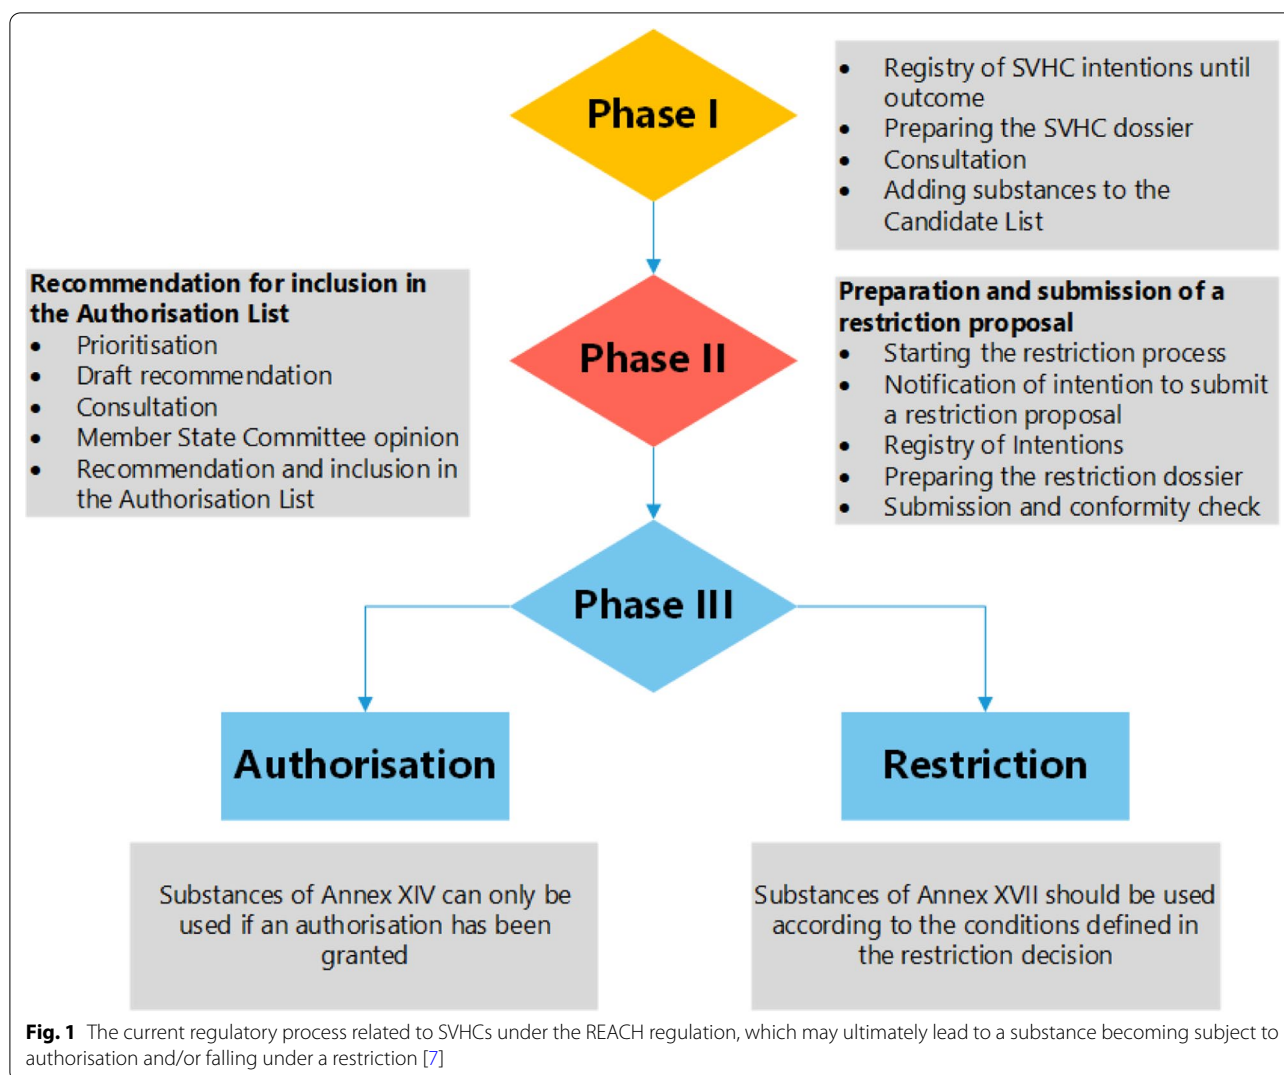 Phase I
• Registry of SVHC intentions until
outcome
• Preparing the SVHC dossier
• Consultation
• Adding substances to the
Candidate List
Recommendation for inclusion in
the Authorisation List
• Prioritisation
• Draft recommendation
• Consultation
• Member State Committee opinion
• Recommendation and inclusion in
the Authorisation List
Phase II
Preparation and submission of a
restriction proposal
• Starting the restriction process
• Notification of intention to submit
a restriction proposal
• Registry of Intentions
• Preparing the restriction dossier
• Submission and conformity check
Phase III
Authorisation
Restriction
Substances of Annex XIV can only be
used if an authorisation has been
granted
Substances of Annex XVII should be used
according to the conditions defined in
the restriction decision
Fig. 1 The current regulatory process related to SVHCs under the REACH regulation, which may ultimately lead to a substance becoming subject to
authorisation and/or falling under a restriction [7]